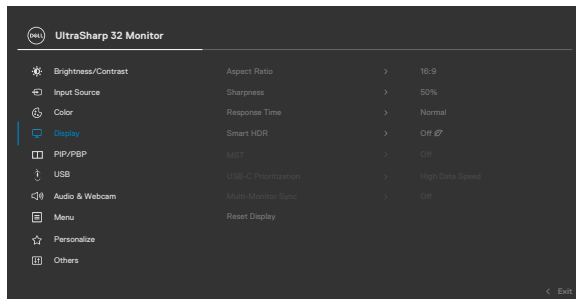 DELL UltraSharp 32 Monitor
Brightness/Contrast Aspect Ratio > 16:9
Input Source Sharpness > 50%
Color Response Time > Normal
Display Smart HDR > Off
PIP/PBP MST > Off
USB USB-C Prioritization > High Data Speed
Audio & Webcam Multi-Monitor Sync > Off
Menu Reset Display
Personalize
Others
< Exit